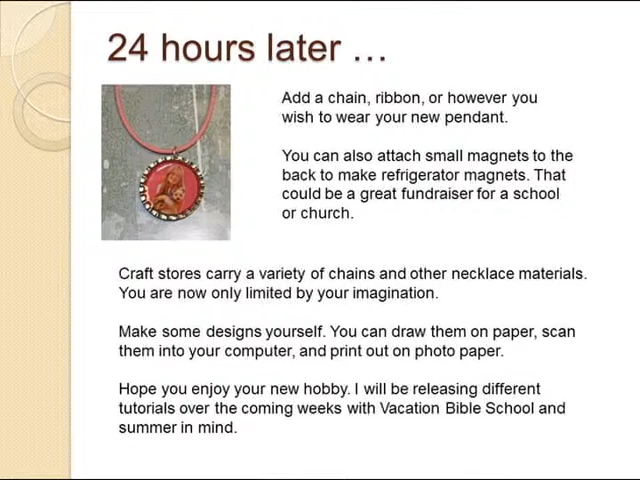 24 hours later …
Add a chain, ribbon, or however you
wish to wear your new pendant.
You can also attach small magnets to the
back to make refrigerator magnets. That
could be a great fundraiser for a school
or church.
Craft stores carry a variety of chains and other necklace materials.
You are now only limited by your imagination.
Make some designs yourself. You can draw them on paper, scan
them into your computer, and print out on photo paper.
Hope you enjoy your new hobby. I will be releasing different
tutorials over the coming weeks with Vacation Bible School and
summer in mind.